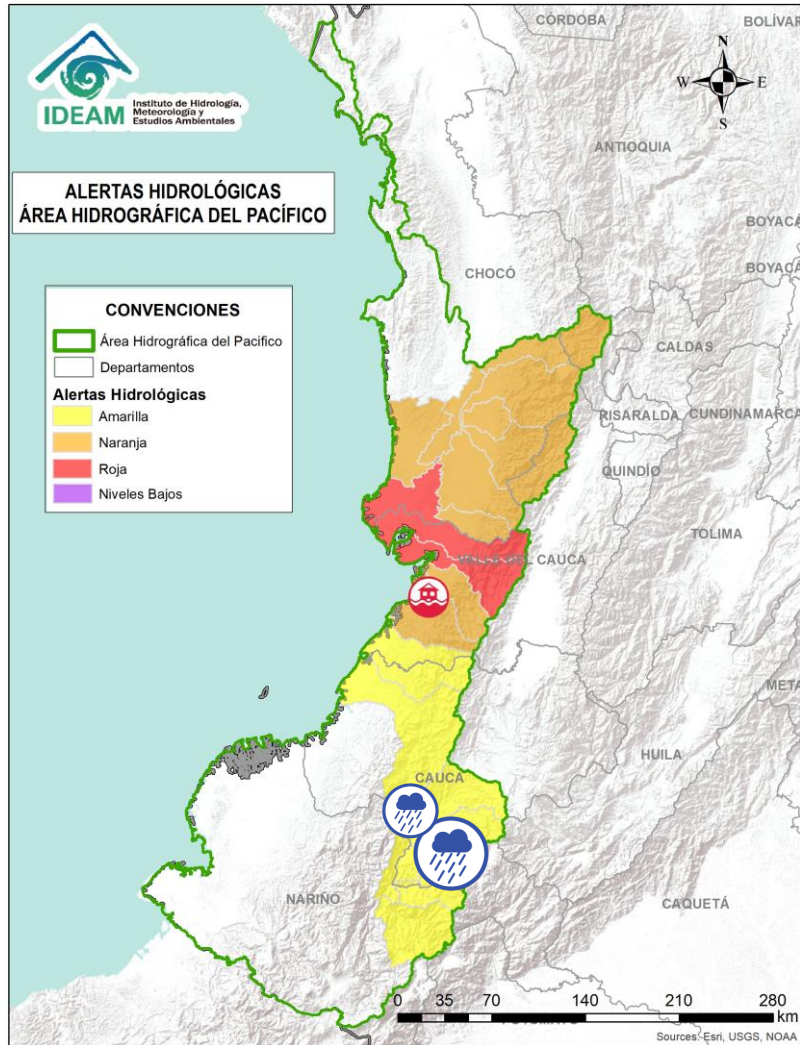 CÓRDOBA
BOLÍVAR
IDEAM
Instituto de Hidrología,
Meteorología y
Estudios Ambientales
N
W
E
S
ANTIOQUIA
ALERTAS HIDROLÓGICAS
ÁREA HIDROGRÁFICA DEL PACÍFICO
BOYACÁ
BOYACÁ
CHOCÓ
CONVENCIONES
Área Hidrográfica del Pacifico
Departamentos
Alertas Hidrológicas
Amarilla
Naranja
Roja
Niveles Bajos
CALDAS
RISARALDA
CUNDINAMARCA
QUINDÍO
TOLIMA
VALLE DEL CAUCA
META
HUILA
CAUCA
NARIÑO
CAQUETÁ
0 35 70 140 210 280
km
Sources: Esri, USGS, NOAA